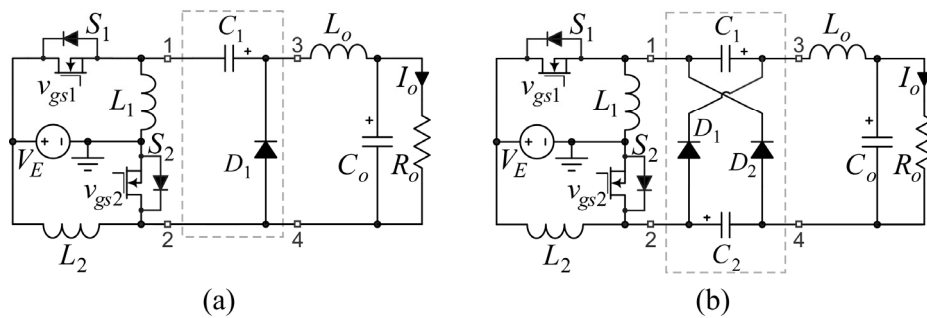 S1
C1
Lo
1
3
vgs1
L1
Io
VE
S2
vgs2
D1
Co
Ro
L2
2
4
(a)
S1
C1
Lo
1
3
vgs1
L1
Io
VE
S2
vgs2
D1
D2
Co
Ro
L2
2
C2
4
(b)